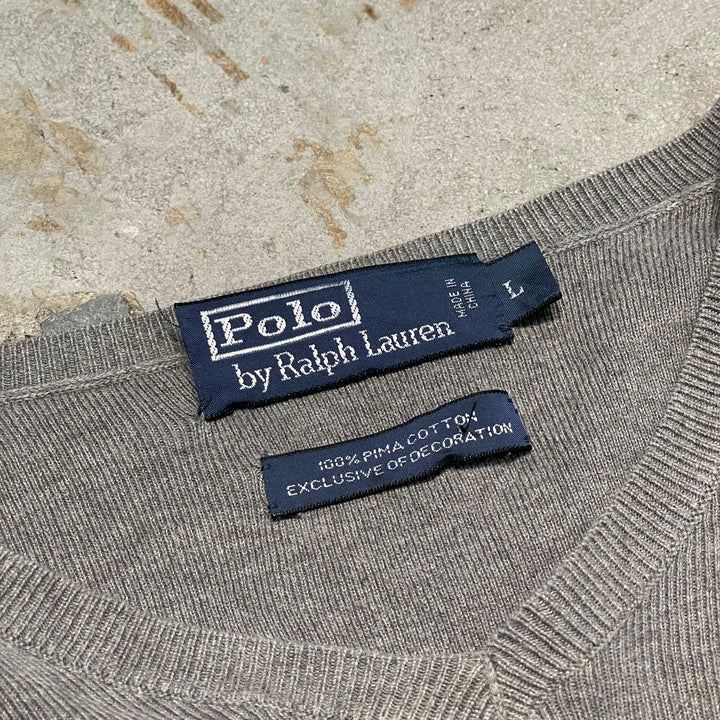 Polo
by Ralph Lauren
MADE IN
CHINA
L
100% PIMA COTTON
EXCLUSIVE OF DECORATION